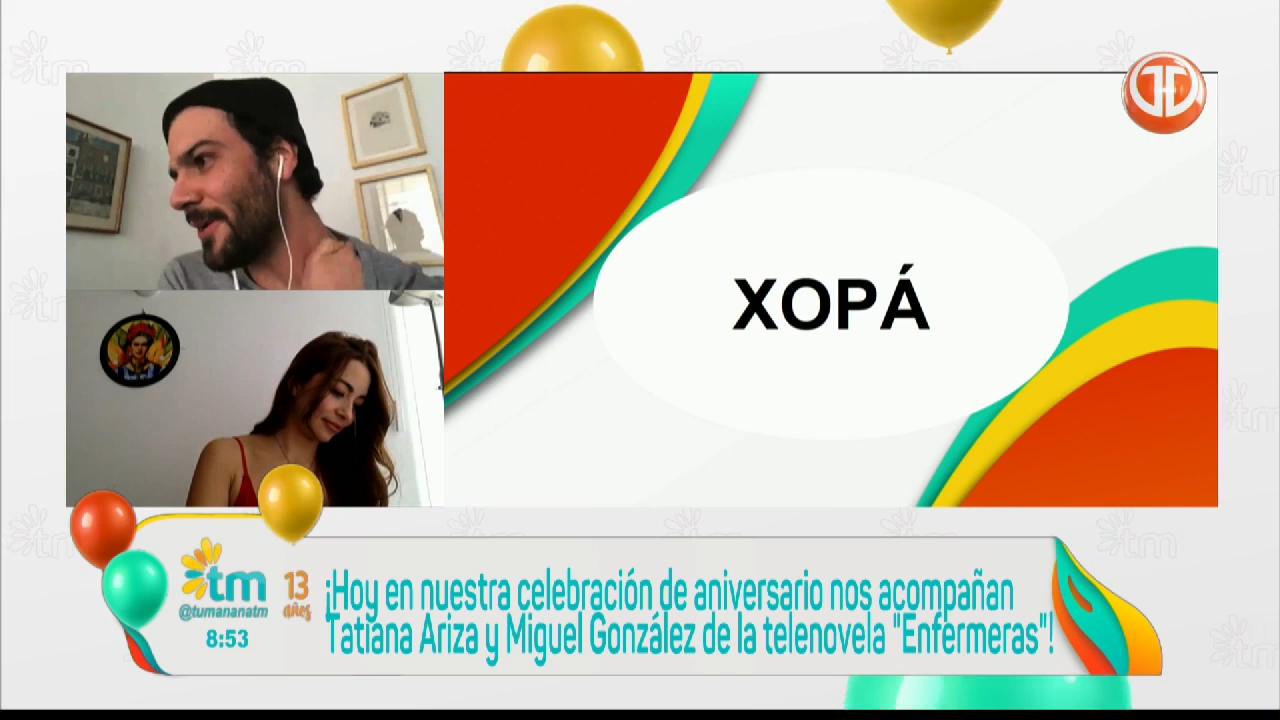 XOPÁ
tm
@tumananatm
13
años
8:53
¡Hoy en nuestra celebración de aniversario nos acompañan
Tatiana Ariza y Miguel González de la telenovela "Enfermeras"!